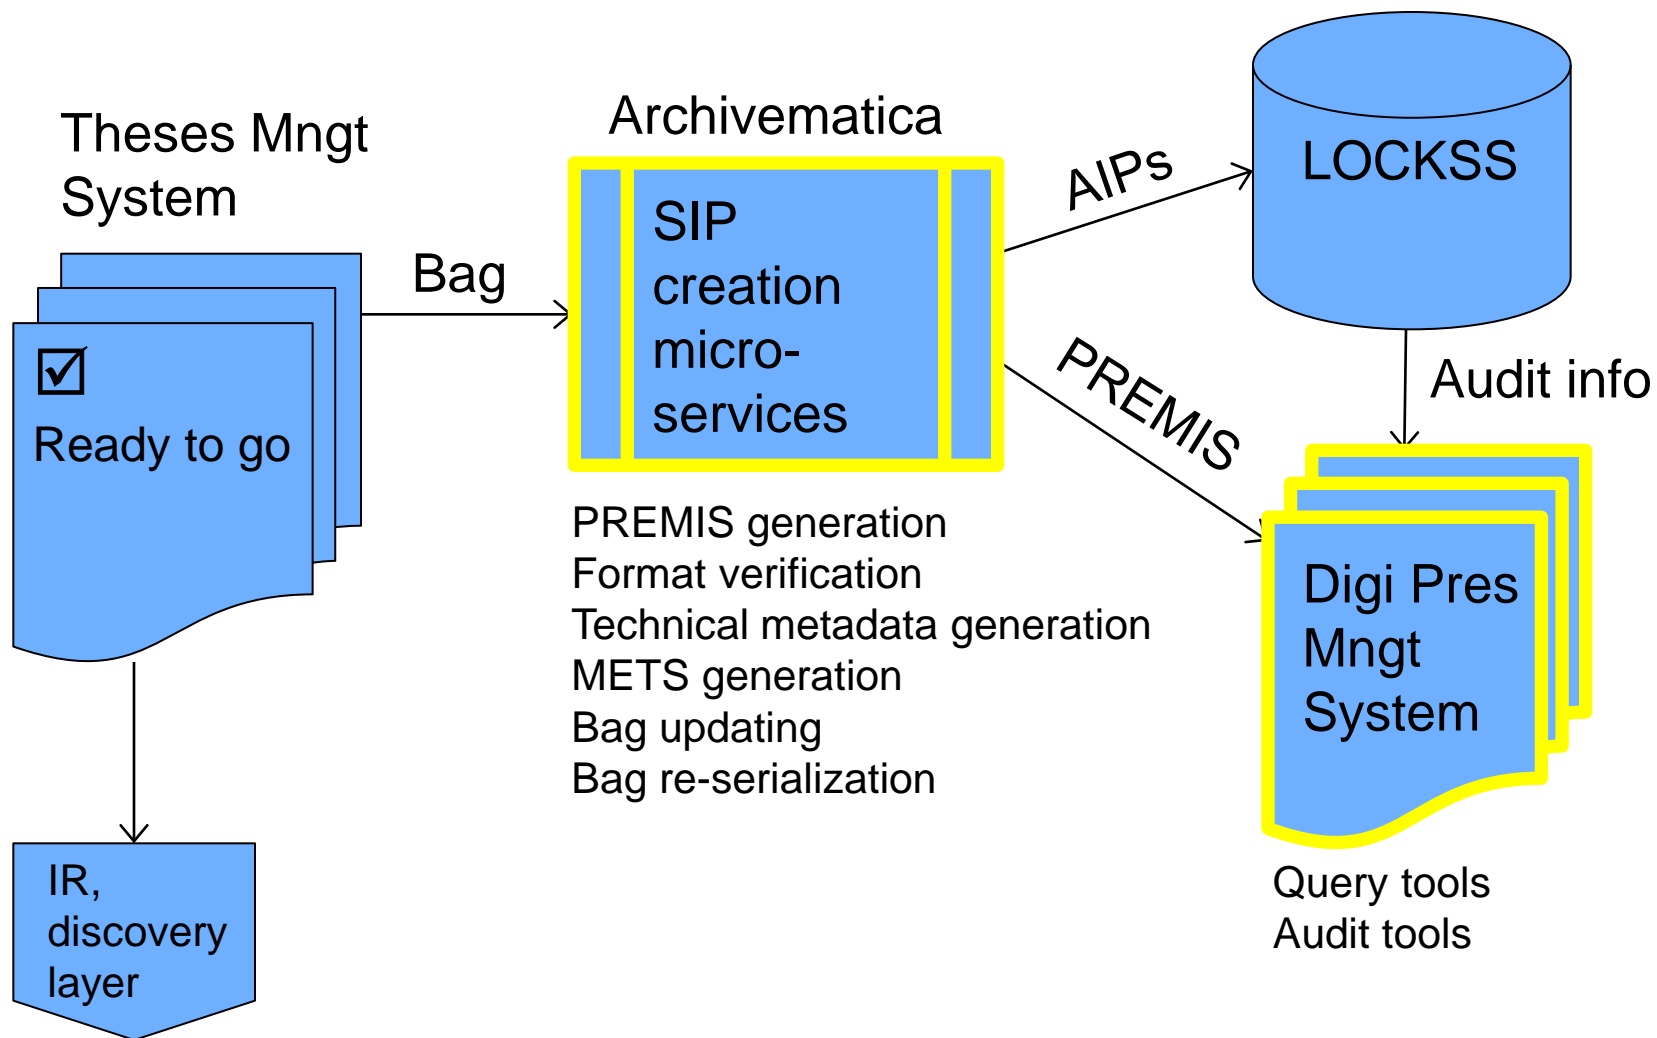 Theses Mngt
System
☑
Ready to go
IR,
discovery
layer
Bag
Archivematica
SIP
creation
micro-
services
PREMIS generation
Format verification
Technical metadata generation
METS generation
Bag updating
Bag re-serialization
AIPs
PREMIS
LOCKSS
Audit info
Digi Pres
Mngt
System
Query tools
Audit tools